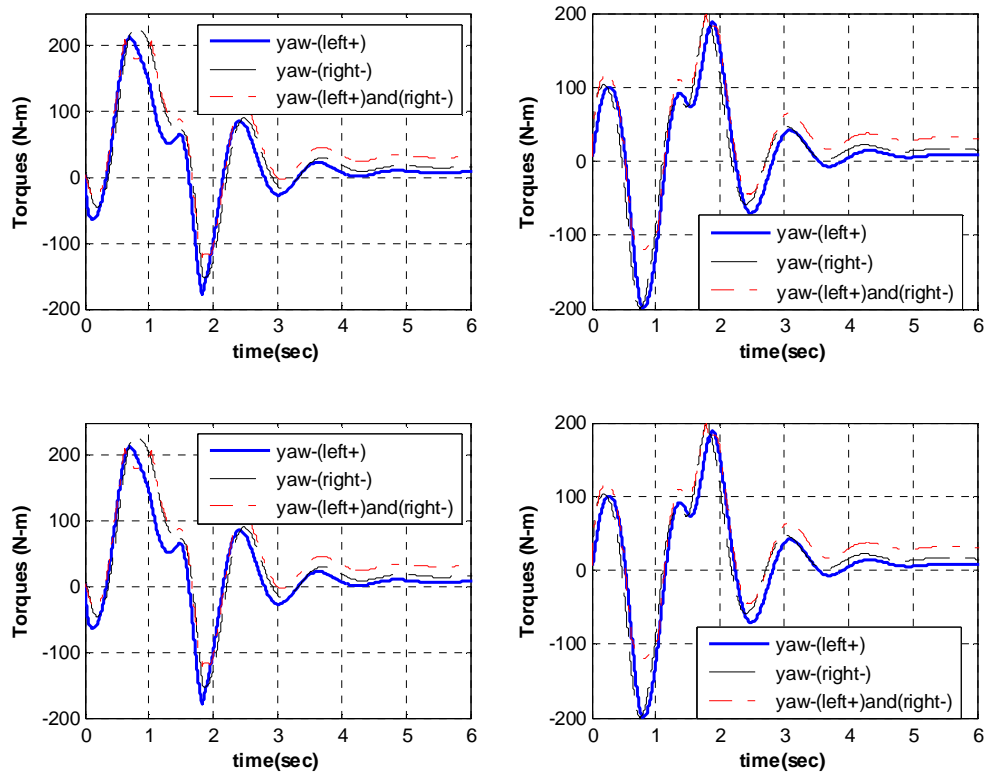 200
100
0
-100
-200
Torques (N-m)
0 1 2 3 4 5 6
time(sec)
yaw-(left+)
yaw-(right-)
yaw-(left+)and(right-)
200
100
0
-100
-200
Torques (N-m)
0 1 2 3 4 5 6
time(sec)
yaw-(left+)
yaw-(right-)
yaw-(left+)and(right-)
200
100
0
-100
-200
Torques (N-m)
0 1 2 3 4 5 6
time(sec)
yaw-(left+)
yaw-(right-)
yaw-(left+)and(right-)
200
100
0
-100
-200
Torques (N-m)
0 1 2 3 4 5 6
time(sec)
yaw-(left+)
yaw-(right-)
yaw-(left+)and(right-)